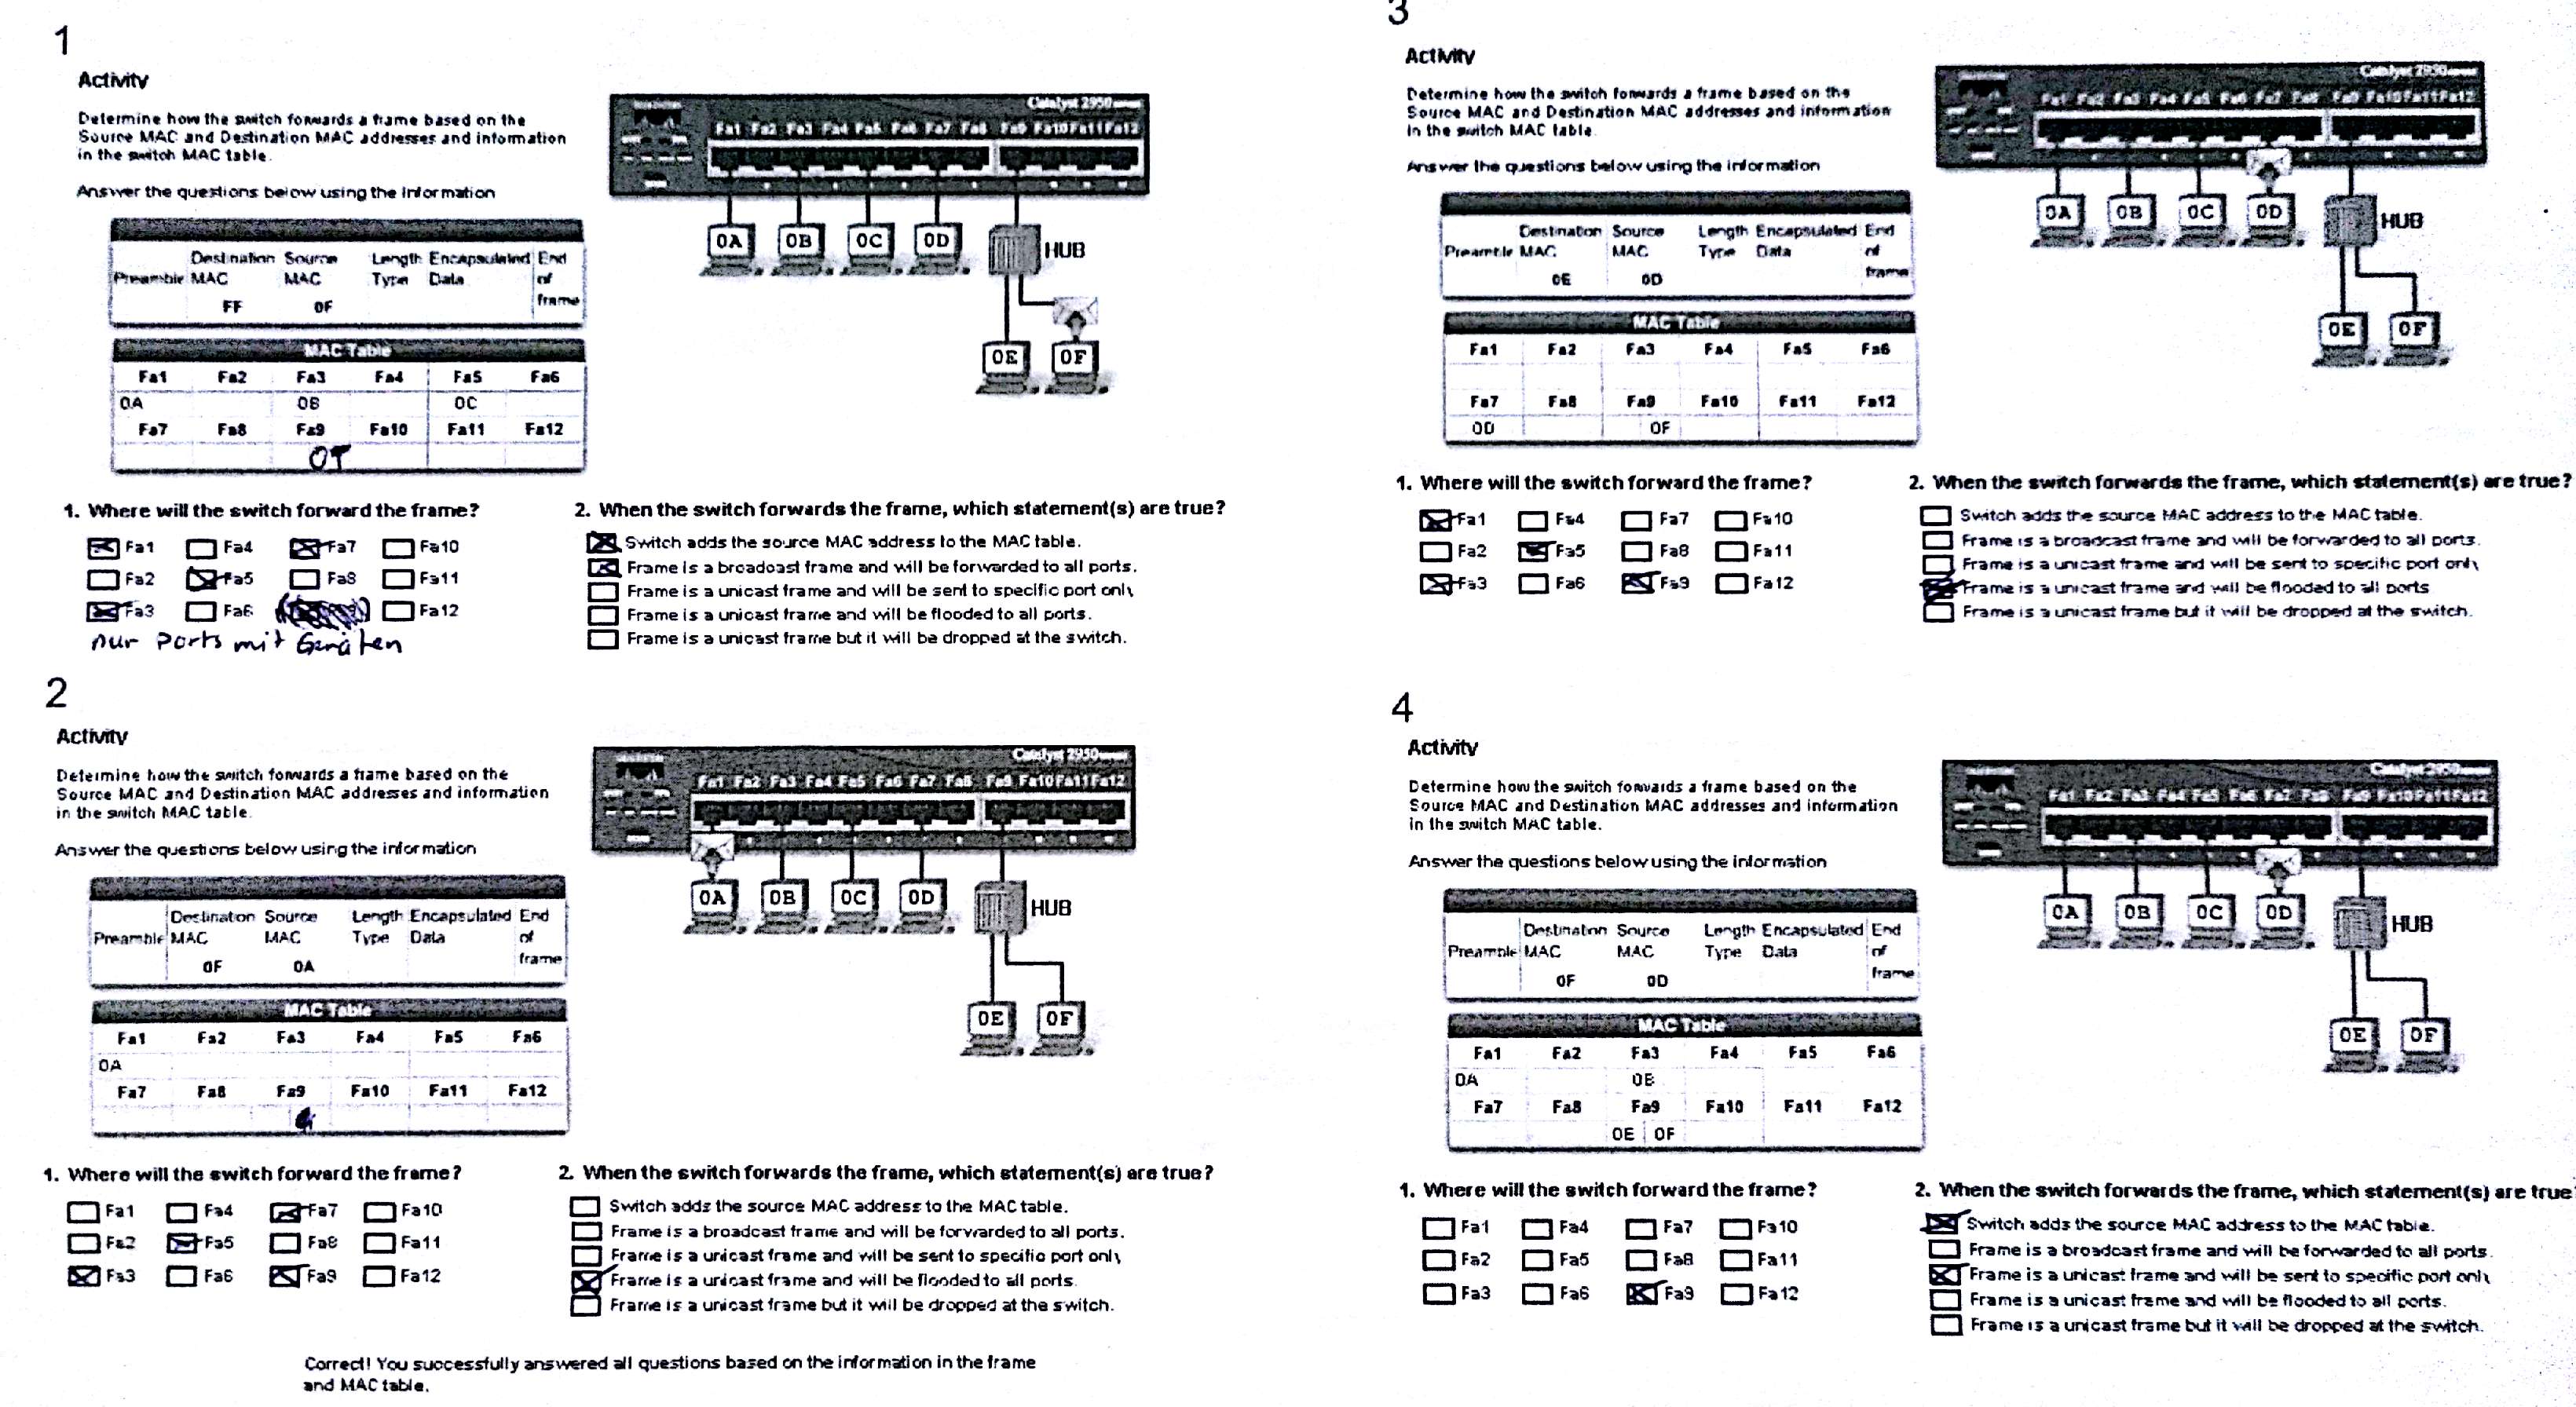 1
Activity
Determine how the switch forwards a frame based on the
Source MAC and Destination MAC addresses and information
in the switch MAC table.
Answer the questions below using the information
Catalyst 2950
Fa1 Fa2 Fa3 Fa4 Fa5 Fa6 Fa7 Fa8 Fa9 Fa10 Fa11 Fa12
0A 0B 0C 0D HUB
0E 0F
Preamble Destination MAC Source MAC Length Type Encapsulated Data End of frame
FF 0F
MAC Table
Fa1 Fa2 Fa3 Fa4 Fa5 Fa6
0A 0B 0C
Fa7 Fa8 Fa9 Fa10 Fa11 Fa12
1. Where will the switch forward the frame?
Fa1 Fa4 Fa7 Fa10
Fa2 Fa5 Fa8 Fa11
Fa3 Fa6 Fa12
nur Ports mit Geräten
2. When the switch forwards the frame, which statement(s) are true?
Switch adds the source MAC address to the MAC table.
Frame is a broadcast frame and will be forwarded to all ports.
Frame is a unicast frame and will be sent to specific port only
Frame is a unicast frame and will be flooded to all ports.
Frame is a unicast frame but it will be dropped at the switch.
2
Activity
Determine how the switch forwards a frame based on the
Source MAC and Destination MAC addresses and information
in the switch MAC table.
Answer the questions below using the information
Catalyst 2950
Fa1 Fa2 Fa3 Fa4 Fa5 Fa6 Fa7 Fa8 Fa9 Fa10 Fa11 Fa12
0A 0B 0C 0D HUB
0E 0F
Preamble Destination MAC Source MAC Length Type Encapsulated Data End of frame
0F 0A
MAC Table
Fa1 Fa2 Fa3 Fa4 Fa5 Fa6
0A
Fa7 Fa8 Fa9 Fa10 Fa11 Fa12
1. Where will the switch forward the frame?
Fa1 Fa4 Fa7 Fa10
Fa2 Fa5 Fa8 Fa11
Fa3 Fa6 Fa9 Fa12
2. When the switch forwards the frame, which statement(s) are true?
Switch adds the source MAC address to the MAC table.
Frame is a broadcast frame and will be forwarded to all ports.
Frame is a unicast frame and will be sent to specific port only
Frame is a unicast frame and will be flooded to all ports.
Frame is a unicast frame but it will be dropped at the switch.
Correct! You successfully answered all questions based on the information in the frame
and MAC table.
3
Activity
Determine how the switch forwards a frame based on the
Source MAC and Destination MAC addresses and information
in the switch MAC table.
Answer the questions below using the information
Catalyst 2950
Fa1 Fa2 Fa3 Fa4 Fa5 Fa6 Fa7 Fa8 Fa9 Fa10 Fa11 Fa12
0A 0B 0C 0D HUB
0E 0F
Preamble Destination MAC Source MAC Length Type Encapsulated Data End of frame
0E 0D
MAC Table
Fa1 Fa2 Fa3 Fa4 Fa5 Fa6
Fa7 Fa8 Fa9 Fa10 Fa11 Fa12
0D 0F
1. Where will the switch forward the frame?
Fa1 Fa4 Fa7 Fa10
Fa2 Fa5 Fa8 Fa11
Fa3 Fa6 Fa9 Fa12
2. When the switch forwards the frame, which statement(s) are true?
Switch adds the source MAC address to the MAC table.
Frame is a broadcast frame and will be forwarded to all ports.
Frame is a unicast frame and will be sent to specific port only
Frame is a unicast frame and will be flooded to all ports
Frame is a unicast frame but it will be dropped at the switch.
4
Activity
Determine how the switch forwards a frame based on the
Source MAC and Destination MAC addresses and information
in the switch MAC table.
Answer the questions below using the information
Catalyst 2950
Fa1 Fa2 Fa3 Fa4 Fa5 Fa6 Fa7 Fa8 Fa9 Fa10 Fa11 Fa12
0A 0B 0C 0D HUB
0E 0F
Preamble Destination MAC Source MAC Length Type Encapsulated Data End of frame
0F 0D
MAC Table
Fa1 Fa2 Fa3 Fa4 Fa5 Fa6
0A
Fa7 Fa8 Fa9 Fa10 Fa11 Fa12
0E 0F
1. Where will the switch forward the frame?
Fa1 Fa4 Fa7 Fa10
Fa2 Fa5 Fa8 Fa11
Fa3 Fa6 Fa9 Fa12
2. When the switch forwards the frame, which statement(s) are true
Switch adds the source MAC address to the MAC table.
Frame is a broadcast frame and will be forwarded to all ports.
Frame is a unicast frame and will be sent to specific port only
Frame is a unicast frame and will be flooded to all ports.
Frame is a unicast frame but it will be dropped at the switch.